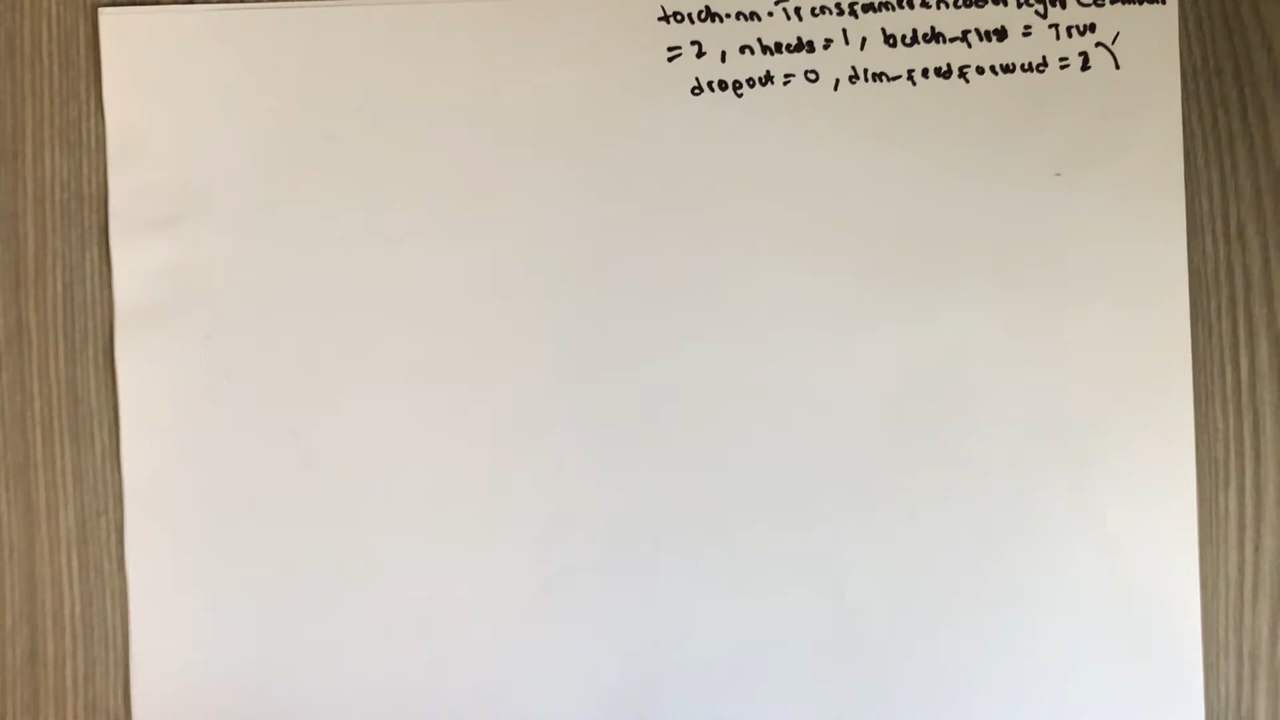 torch.nn.TransformerEncoderLayer(
= 2, nheads = 1, batch_first = True
dropout = 0, dim_feedforward = 2)